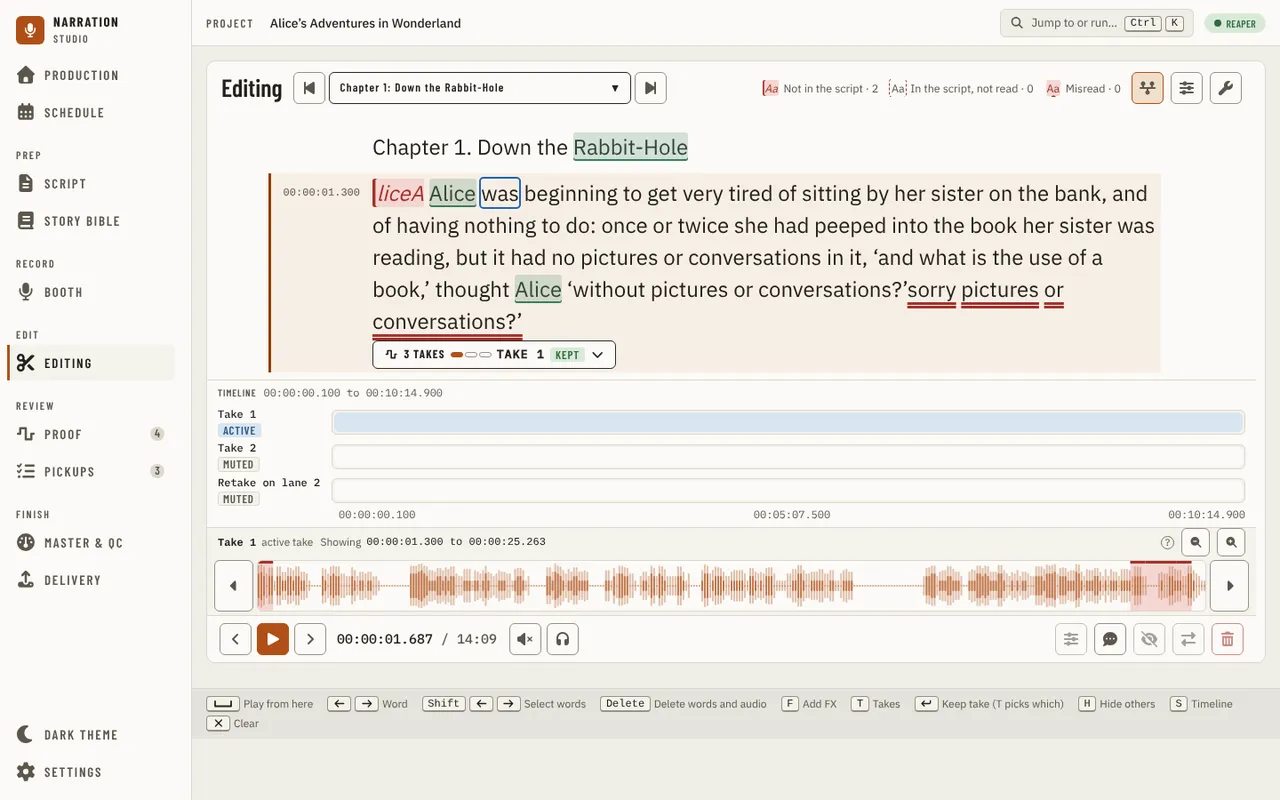 NARRATION
STUDIO
PRODUCTION
SCHEDULE
PREP
SCRIPT
STORY BIBLE
RECORD
BOOTH
EDIT
EDITING
REVIEW
PROOF 4
PICKUPS 3
FINISH
MASTER & QC
DELIVERY
DARK THEME
SETTINGS
PROJECT Alice's Adventures in Wonderland
Jump to or run... Ctrl K
REAPER
Editing
Chapter 1: Down the Rabbit-Hole
Aa Not in the script · 2 Aa In the script, not read · 0 Aa Misread · 0
Chapter 1. Down the Rabbit-Hole
00:00:01.300
liceA Alice was beginning to get very tired of sitting by her sister on the bank, and
of having nothing to do: once or twice she had peeped into the book her sister was
reading, but it had no pictures or conversations in it, ‘and what is the use of a
book,’ thought Alice ‘without pictures or conversations?’sorry pictures or
conversations?’
3 TAKES TAKE 1 KEPT
TIMELINE 00:00:00.100 to 00:10:14.900
Take 1
ACTIVE
Take 2
MUTED
Retake on lane 2
MUTED
00:00:00.100 00:05:07.500 00:10:14.900
Take 1 active take Showing 00:00:01.300 to 00:00:25.263
?
00:00:01.687 / 14:09
Play from here ← → Word Shift ← → Select words Delete Delete words and audio F Add FX T Takes ↵ Keep take (T picks which) H Hide others S Timeline
✕ Clear